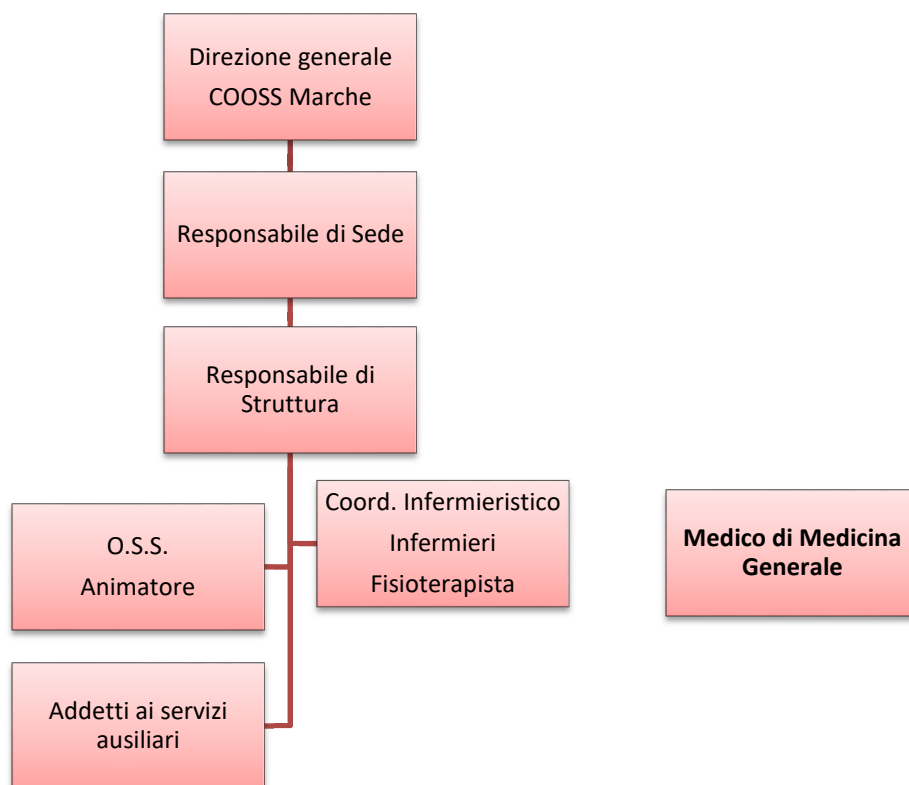 Direzione generale
COOSS Marche
Responsabile di Sede
Responsabile di
Struttura
Coord. Infermieristico
Infermieri
Fisioterapista
O.S.S.
Animatore
Medico di Medicina
Generale
Addetti ai servizi
ausiliari